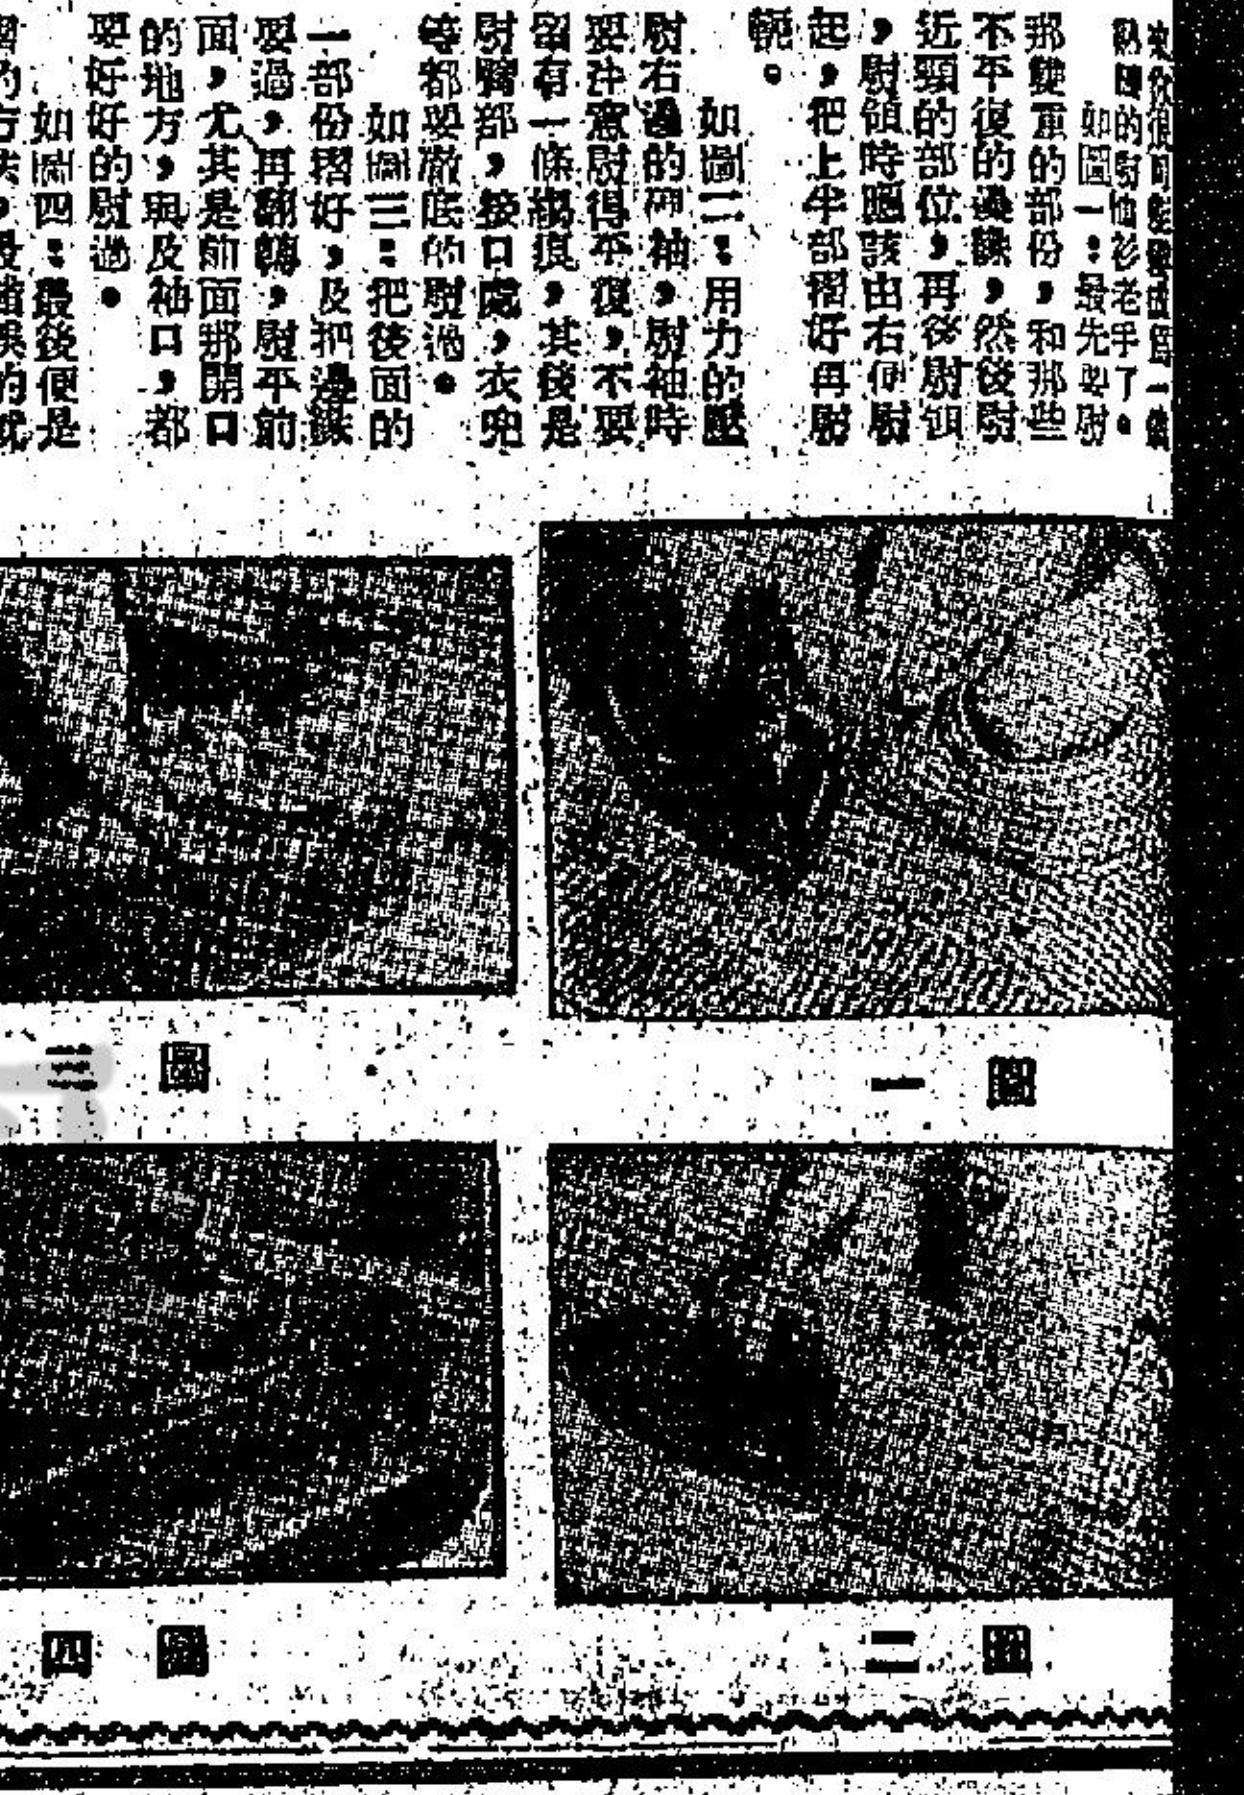 熟練的熨恤衫老手了。
如圖一：最先要熨
那雙重的部份，和那些
不平復的邊緣，然後熨
近頸的部位，再後熨領
，熨領時應該由右便熨
起，把上半部摺好再熨
。
如圖二：用力的壓
熨右邊的衫袖，熨袖時
要注意熨得平復，不要
留有一條摺痕，其後是
熨臂部，接口處，衣兜
等都要澈底的熨過。
如圖三：把後面的
一部份摺好，及把邊緣
要過，再翻轉，熨平前
面，尤其是前面那開口
的地方，與及袖口，都
要好好的熨過。
如圖四：最後便是
圖一
圖三
圖二
圖四